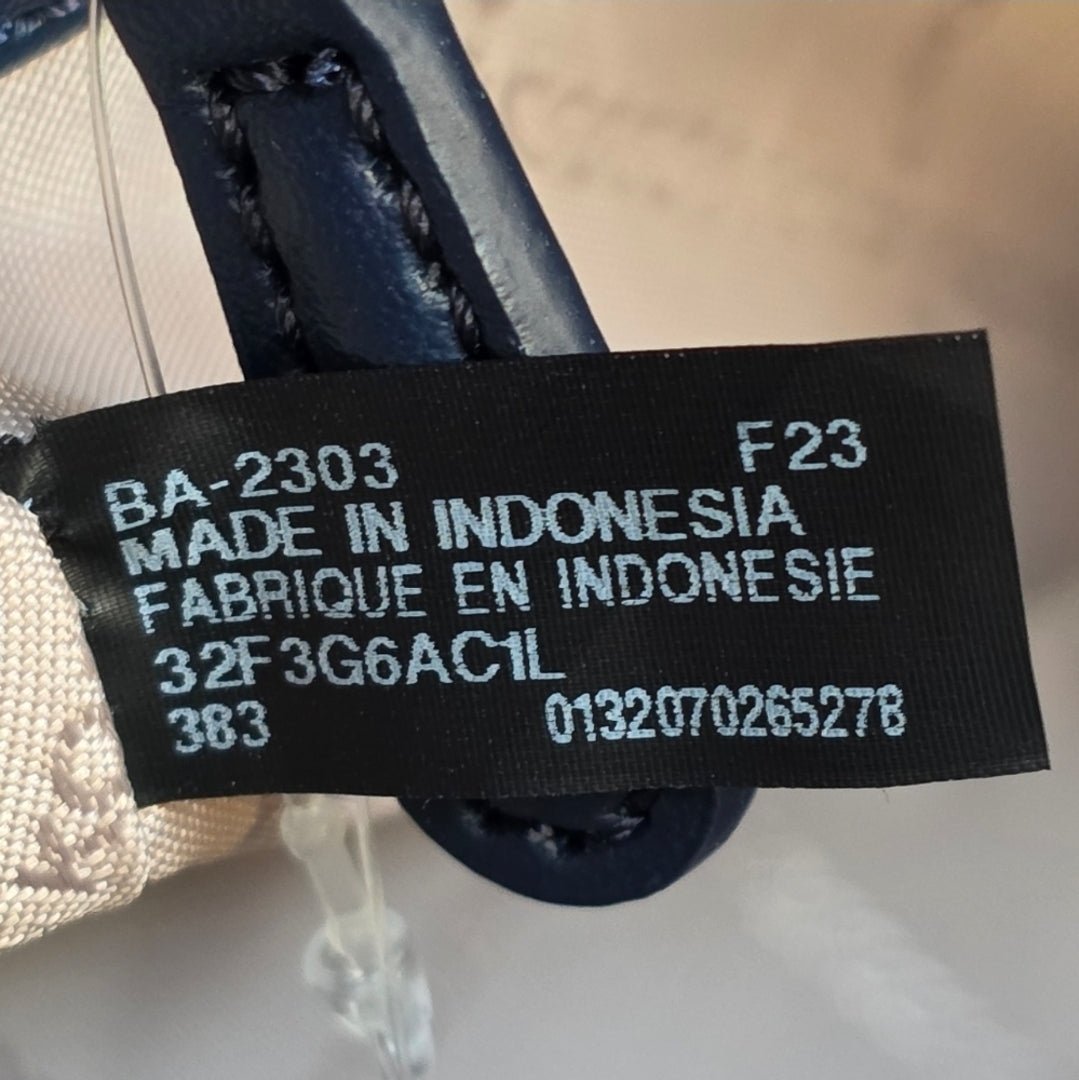 BA-2303 F23
MADE IN INDONESIA
FABRIQUE EN INDONESIE
32F3G6AC1L
383 0132070265278